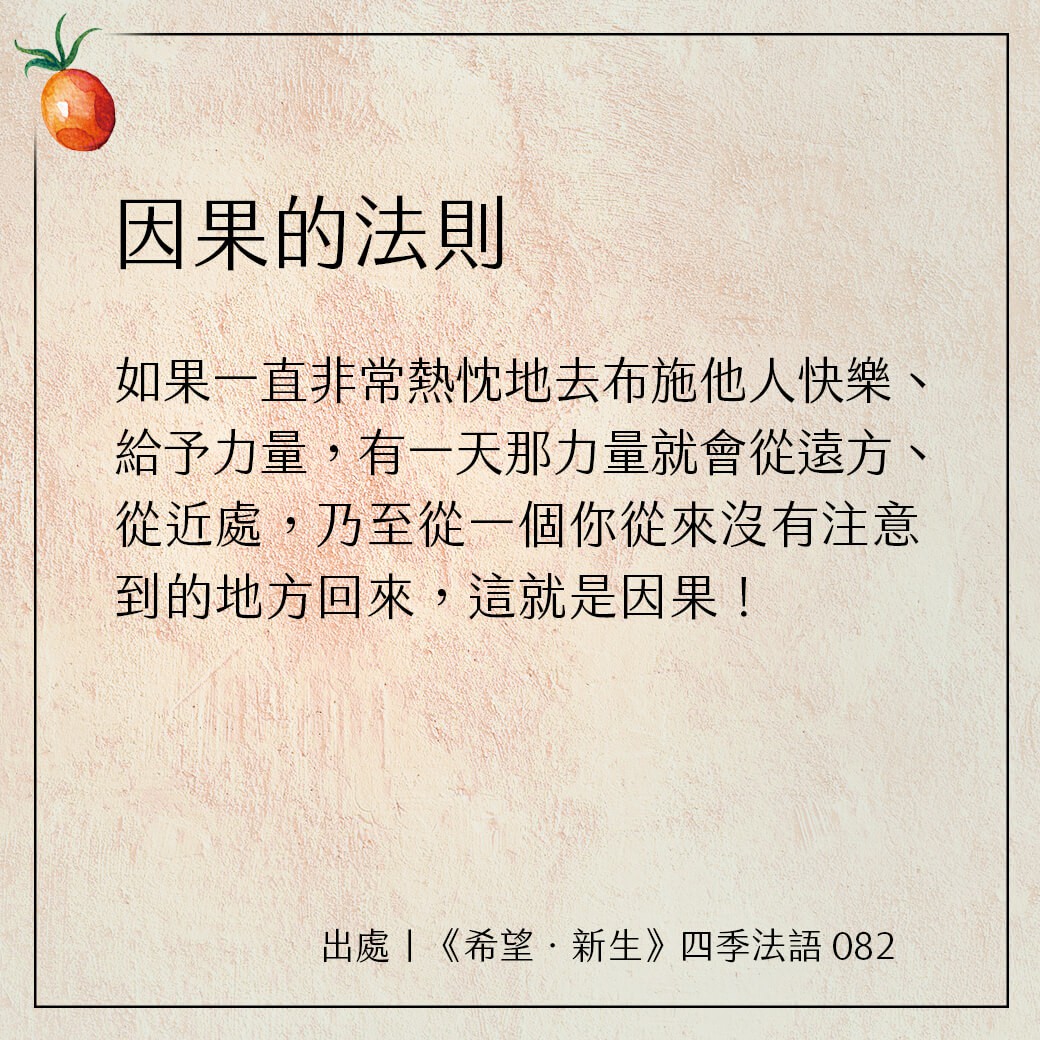 因果的法則
如果一直非常熱忱地去布施他人快樂、
給予力量，有一天那力量就會從遠方、
從近處，乃至從一個你從來沒有注意
到的地方回來，這就是因果！
出處｜《希望．新生》四季法語 082